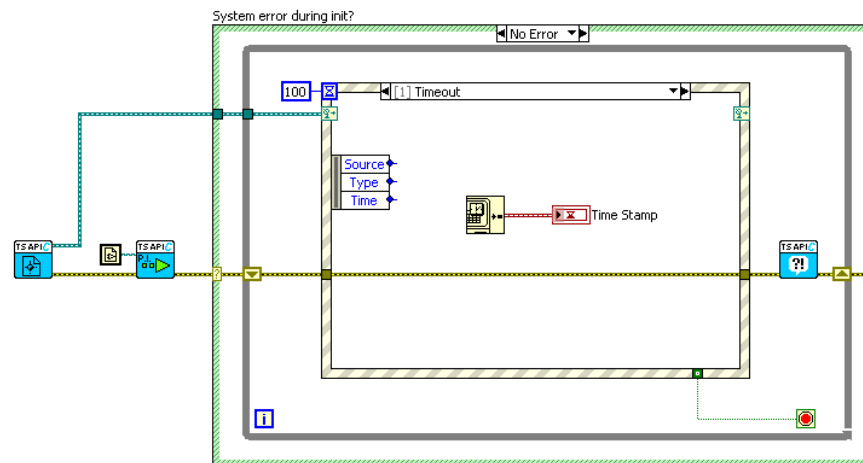 System error during init?
No Error
100
[1] Timeout
Source
Type
Time
Time Stamp
TS API C
TS API C
P.I.
TS API C
?!
?
i